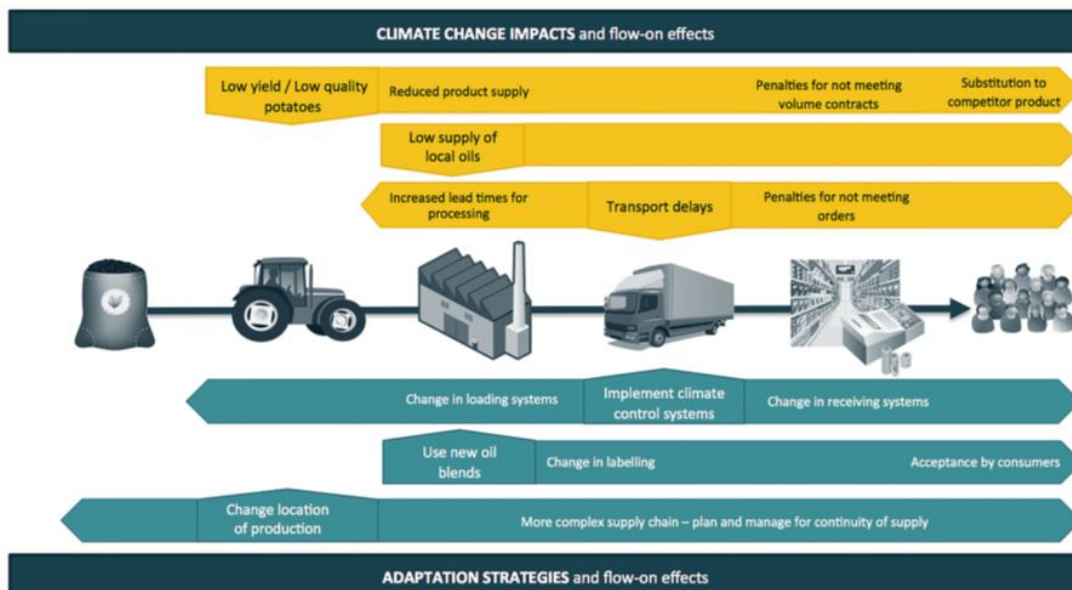 CLIMATE CHANGE IMPACTS and flow-on effects
Low yield / Low quality
potatoes
Reduced product supply
Penalties for not meeting
volume contracts
Substitution to
competitor product
Low supply of
local oils
Increased lead times for
processing
Transport delays
Penalties for not meeting
orders
Change in loading systems
Implement climate
control systems
Change in receiving systems
Use new oil
blends
Change in labelling
Acceptance by consumers
Change location
of production
More complex supply chain – plan and manage for continuity of supply
ADAPTATION STRATEGIES and flow-on effects